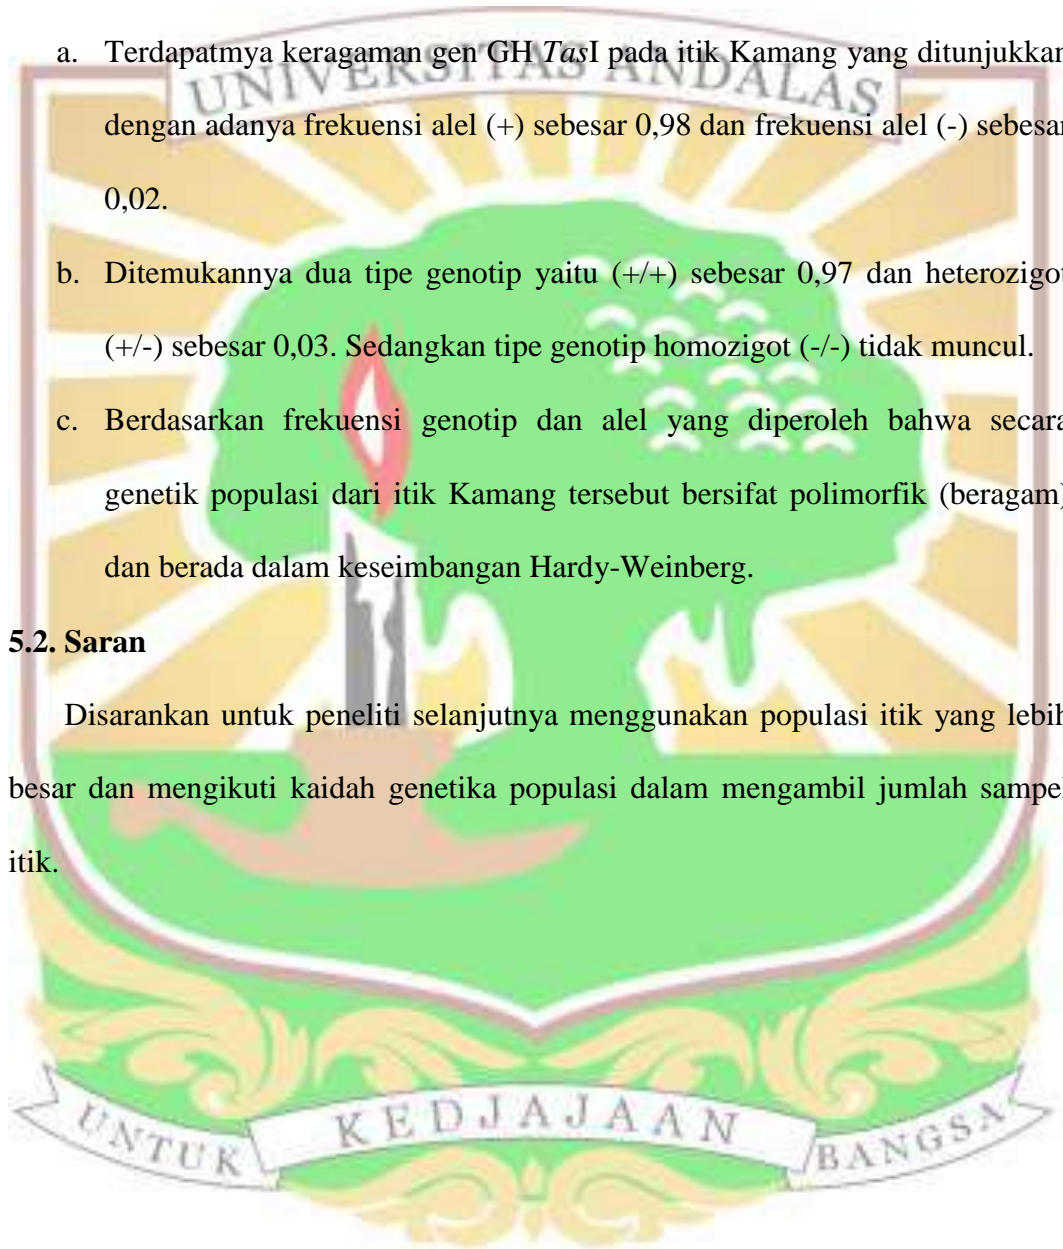 UNIVERSITAS ANDALAS
a. Terdapatmya keragaman gen GH TasI pada itik Kamang yang ditunjukkan
dengan adanya frekuensi alel (+) sebesar 0,98 dan frekuensi alel (-) sebesar
0,02.
b. Ditemukannya dua tipe genotip yaitu (+/+) sebesar 0,97 dan heterozigot
(+/-) sebesar 0,03. Sedangkan tipe genotip homozigot (-/-) tidak muncul.
c. Berdasarkan frekuensi genotip dan alel yang diperoleh bahwa secara
genetik populasi dari itik Kamang tersebut bersifat polimorfik (beragam)
dan berada dalam keseimbangan Hardy-Weinberg.
5.2. Saran
Disarankan untuk peneliti selanjutnya menggunakan populasi itik yang lebih
besar dan mengikuti kaidah genetika populasi dalam mengambil jumlah sampel
itik.
UNTUK KEDJAJAAN BANGSA